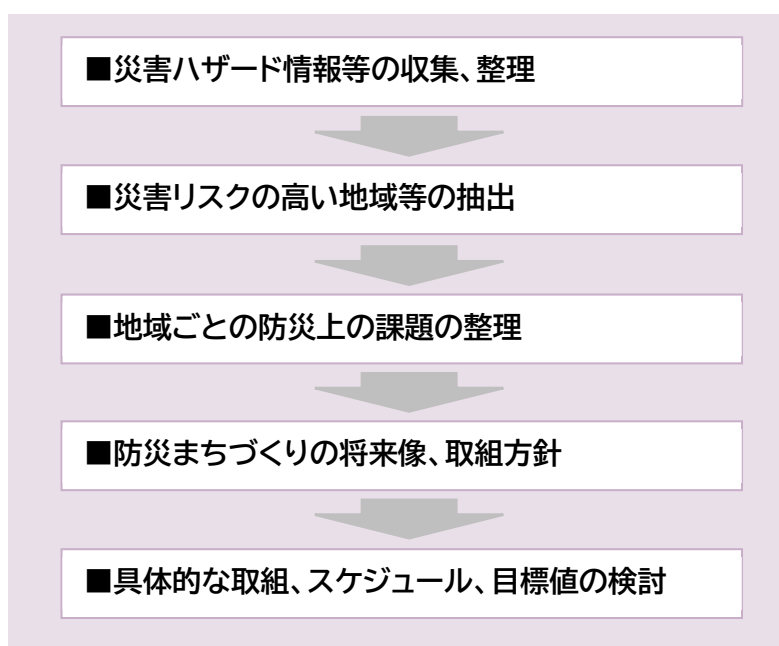 ■災害ハザード情報等の収集、整理
■災害リスクの高い地域等の抽出
■地域ごとの防災上の課題の整理
■防災まちづくりの将来像、取組方針
■具体的な取組、スケジュール、目標値の検討